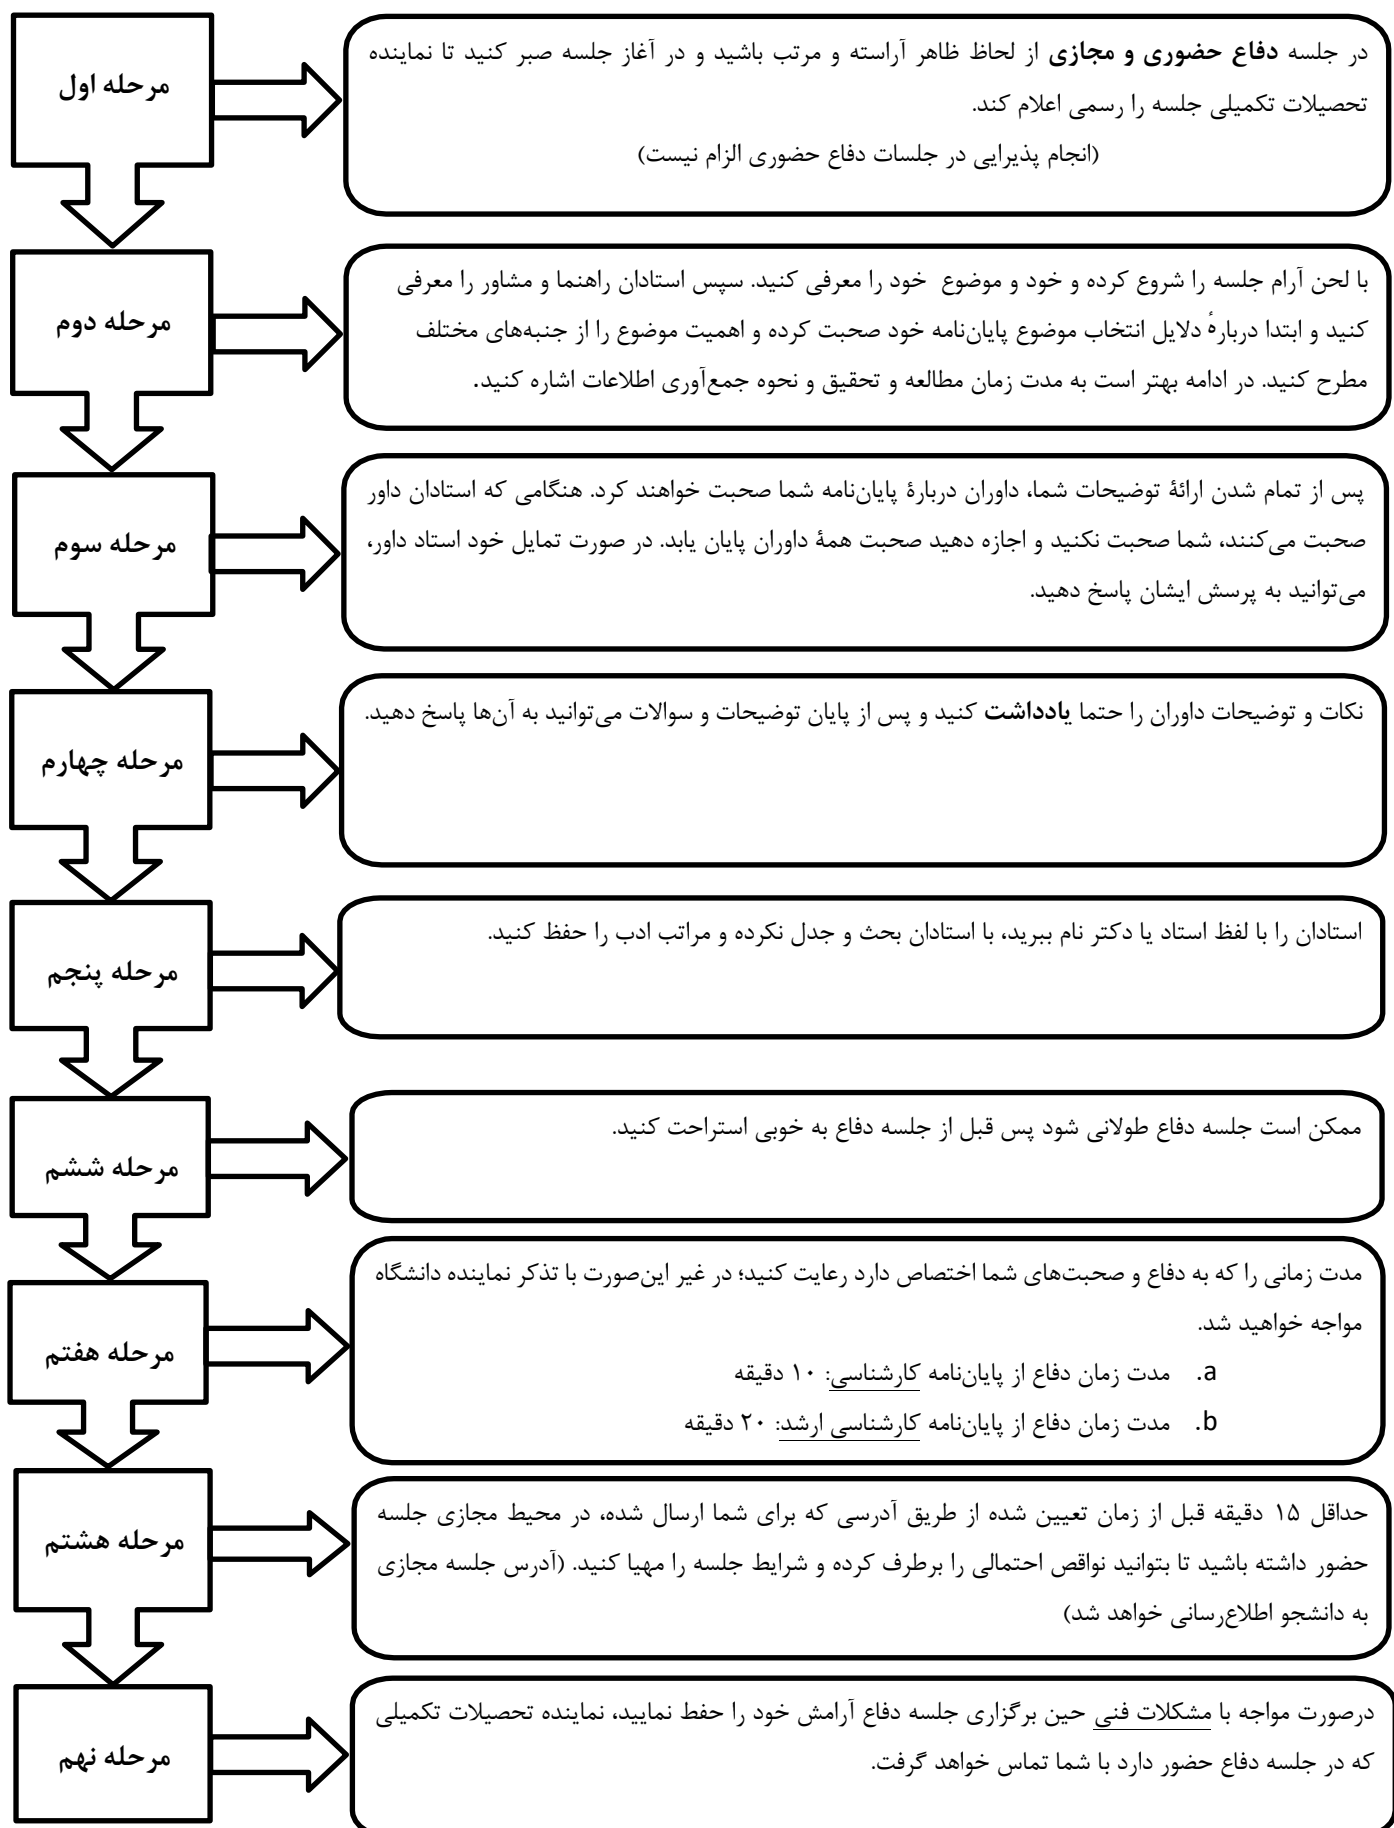 مرحله اول
در جلسه دفاع حضوری و مجازی از لحاظ ظاهر آراسته و مرتب باشید و در آغاز جلسه صبر کنید تا نماینده
تحصیلات تکمیلی جلسه را رسمی اعلام کند.
(انجام پذیرایی در جلسات دفاع حضوری الزام نیست)
مرحله دوم
با لحن آرام جلسه را شروع کرده و خود و موضوع خود را معرفی کنید. سپس استادان راهنما و مشاور را معرفی
کنید و ابتدا دربارهٔ دلایل انتخاب موضوع پایان‌نامه خود صحبت کرده و اهمیت موضوع را از جنبه‌های مختلف
مطرح کنید. در ادامه بهتر است به مدت زمان مطالعه و تحقیق و نحوه جمع‌آوری اطلاعات اشاره کنید.
مرحله سوم
پس از تمام شدن ارائهٔ توضیحات شما، داوران دربارهٔ پایان‌نامه شما صحبت خواهند کرد. هنگامی که استادان داور
صحبت می‌کنند، شما صحبت نکنید و اجازه دهید صحبت همهٔ داوران پایان یابد. در صورت تمایل خود استاد داور،
می‌توانید به پرسش ایشان پاسخ دهید.
مرحله چهارم
نکات و توضیحات داوران را حتما یادداشت کنید و پس از پایان توضیحات و سوالات می‌توانید به آن‌ها پاسخ دهید.
مرحله پنجم
استادان را با لفظ استاد یا دکتر نام ببرید، با استادان بحث و جدل نکرده و مراتب ادب را حفظ کنید.
مرحله ششم
ممکن است جلسه دفاع طولانی شود پس قبل از جلسه دفاع به خوبی استراحت کنید.
مرحله هفتم
مدت زمانی را که به دفاع و صحبت‌های شما اختصاص دارد رعایت کنید؛ در غیر این‌صورت با تذکر نماینده دانشگاه
مواجه خواهید شد.
a. مدت زمان دفاع از پایان‌نامه کارشناسی: ۱۰ دقیقه
b. مدت زمان دفاع از پایان‌نامه کارشناسی ارشد: ۲۰ دقیقه
مرحله هشتم
حداقل ۱۵ دقیقه قبل از زمان تعیین شده از طریق آدرسی که برای شما ارسال شده، در محیط مجازی جلسه
حضور داشته باشید تا بتوانید نواقص احتمالی را برطرف کرده و شرایط جلسه را مهیا کنید. (آدرس جلسه مجازی
به دانشجو اطلاع‌رسانی خواهد شد)
مرحله نهم
درصورت مواجه با مشکلات فنی حین برگزاری جلسه دفاع آرامش خود را حفظ نمایید، نماینده تحصیلات تکمیلی
که در جلسه دفاع حضور دارد با شما تماس خواهد گرفت.